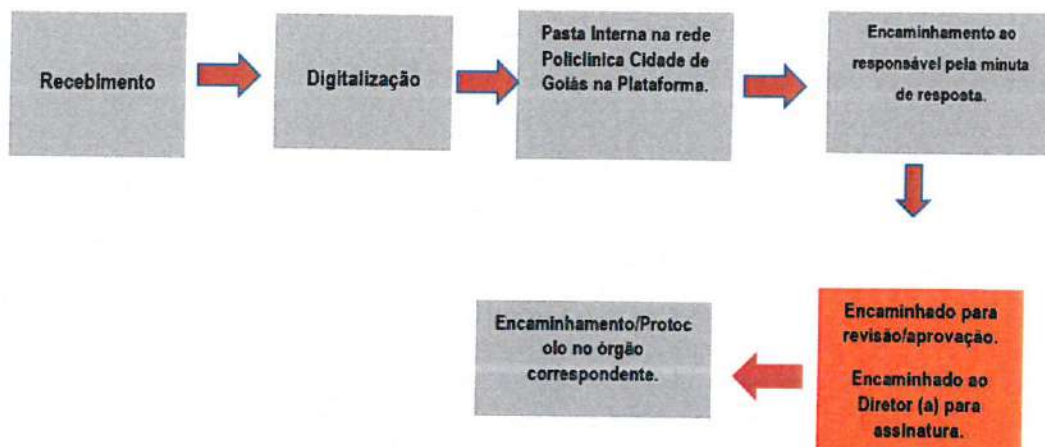 Recebimento
Digitalização
Pasta Interna na rede
Policlínica Cidade de
Goiás na Plataforma.
Encaminhamento ao
responsável pela minuta
de resposta.
Encaminhado para
revisão/aprovação.
Encaminhado ao
Diretor (a) para
assinatura.
Encaminhamento/Protoc
olo no órgão
correspondente.